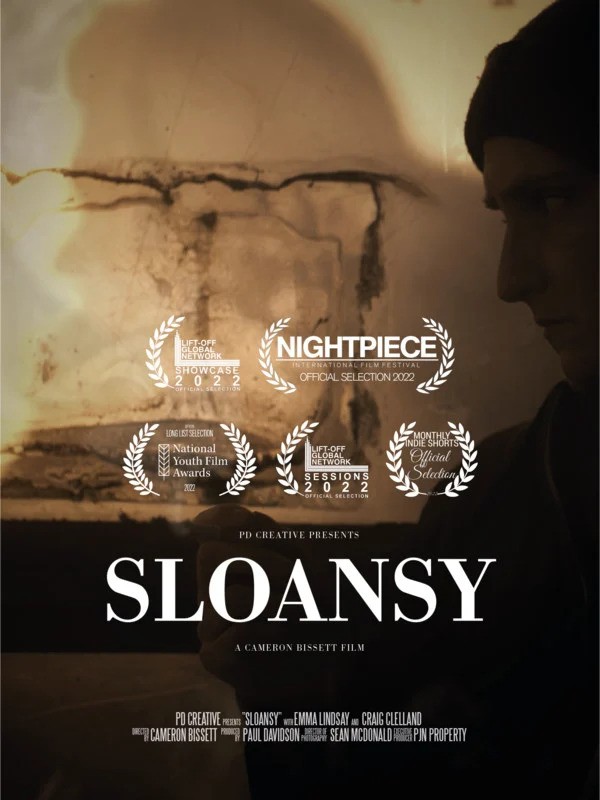 LIFT-OFF
GLOBAL
NETWORK
SHOWCASE
2022
OFFICIAL SELECTION
NIGHTPIECE
INTERNATIONAL FILM FESTIVAL
OFFICIAL SELECTION 2022
LONG LIST SELECTION
National
Youth Film
Awards
2022
LIFT-OFF
GLOBAL
NETWORK
SESSIONS
2022
OFFICIAL SELECTION
MONTHLY
INDIE SHORTS
Official
Selection
PD CREATIVE PRESENTS
SLOANSY
A CAMERON BISSETT FILM
PD CREATIVE PRESENTS "SLOANSY" WITH EMMA LINDSAY AND CRAIG CLELLAND
DIRECTED BY CAMERON BISSETT PRODUCED BY PAUL DAVIDSON DIRECTOR OF PHOTOGRAPHY SEAN MCDONALD EXECUTIVE PRODUCER PJN PROPERTY